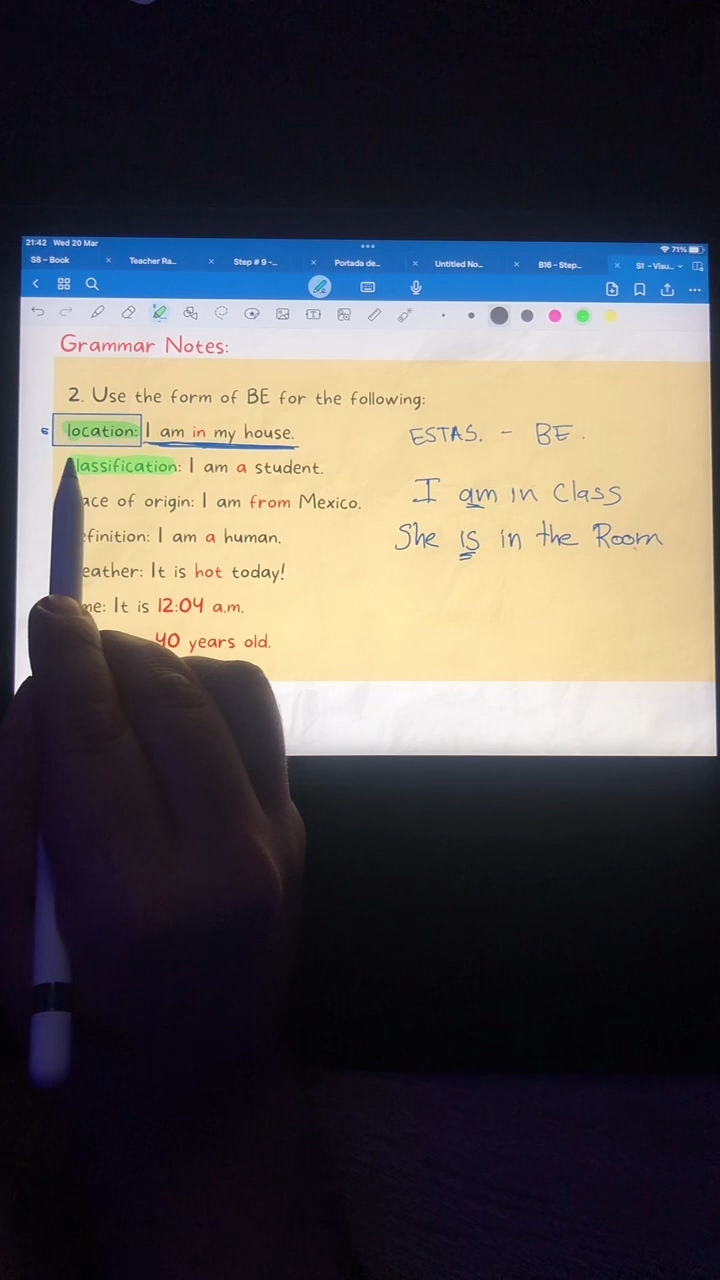 21:42 Wed 20 Mar
71%
S8 – Book
Teacher Ra...
Step # 9 –...
Portada de...
Untitled No...
B16 – Step...
S1 – Visu...
Grammar Notes:
2. Use the form of BE for the following:
location: I am in my house.
ESTAS. – BE.
lassification: I am a student.
I am in Class
ace of origin: I am from Mexico.
She is in the Room
finition: I am a human.
eather: It is hot today!
me: It is 12:04 a.m.
40 years old.